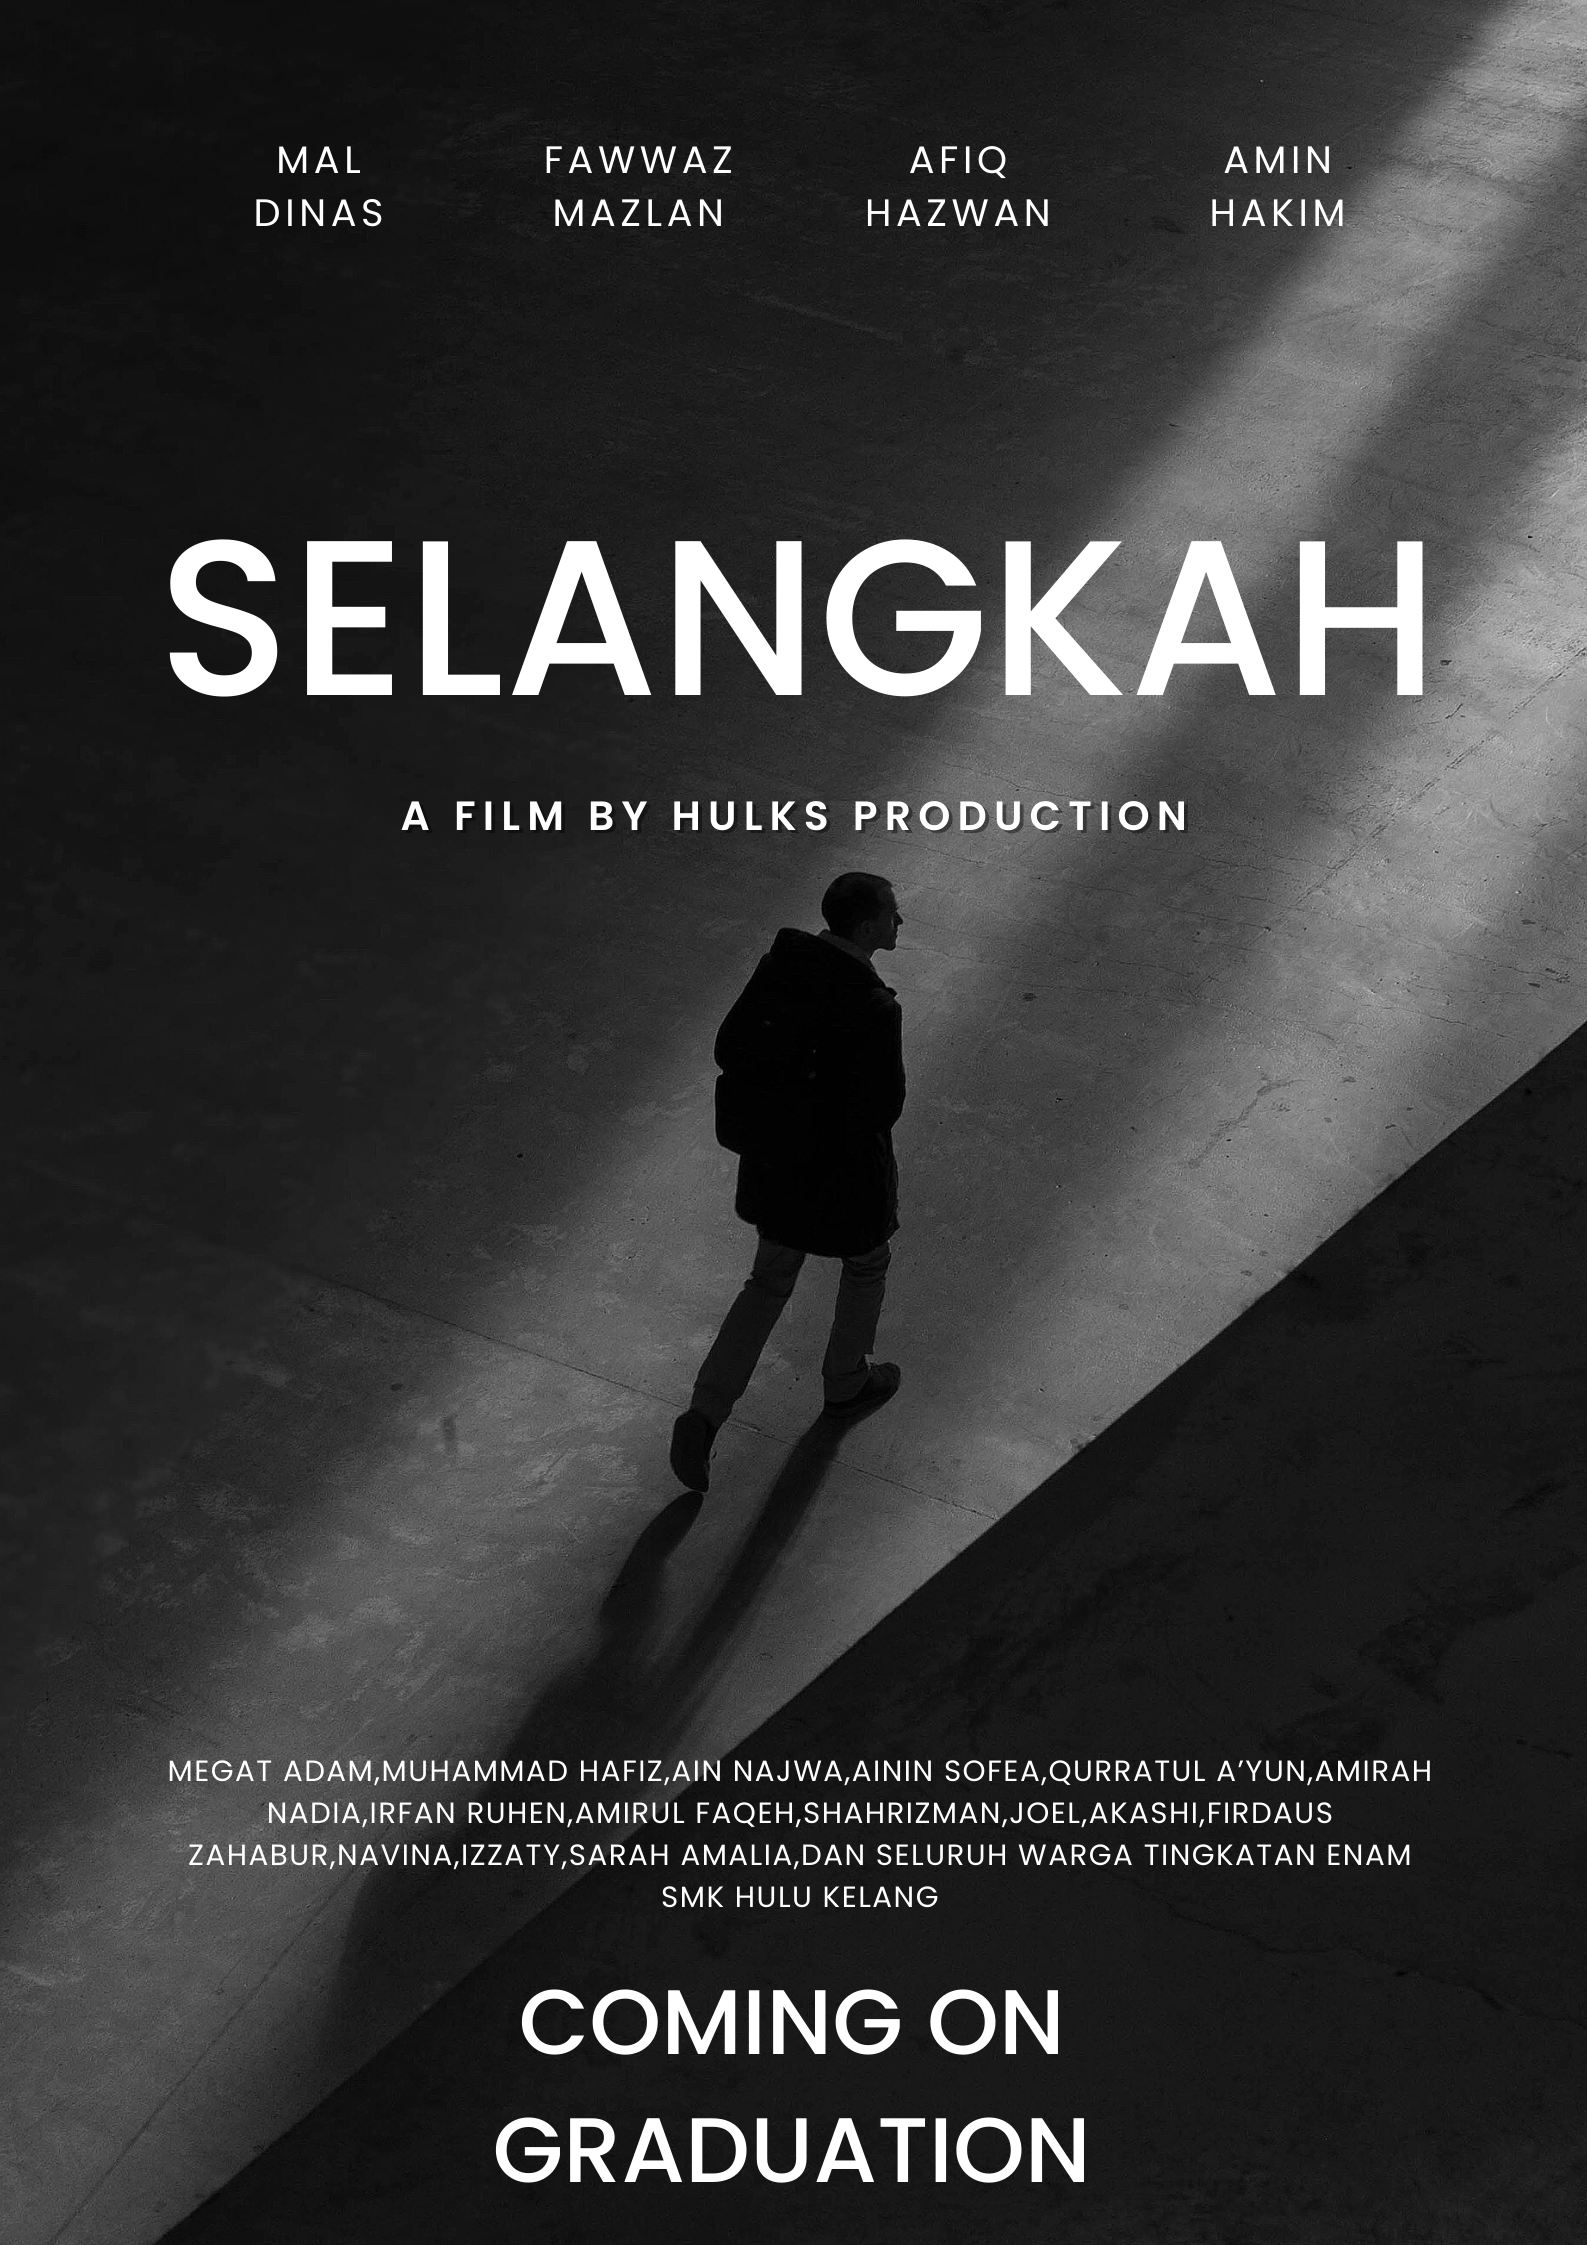 MAL
DINAS
FAWWAZ
MAZLAN
AFIQ
HAZWAN
AMIN
HAKIM
SELANGKAH
A FILM BY HULKS PRODUCTION
MEGAT ADAM,MUHAMMAD HAFIZ,AIN NAJWA,AININ SOFEA,QURRATUL A’YUN,AMIRAH
NADIA,IRFAN RUHEN,AMIRUL FAQEH,SHAHRIZMAN,JOEL,AKASHI,FIRDAUS
ZAHABUR,NAVINA,IZZATY,SARAH AMALIA,DAN SELURUH WARGA TINGKATAN ENAM
SMK HULU KELANG
COMING ON
GRADUATION